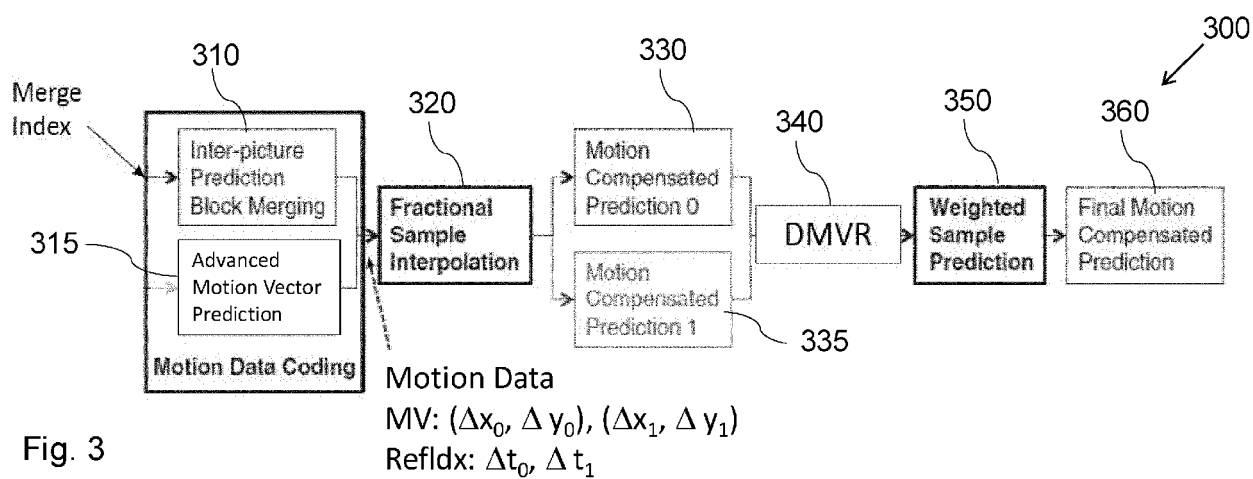 310
330
300
Merge
Index
320
340
350
360
Inter-picture
Prediction
Block Merging
Motion
Compensated
Prediction 0
Fractional
Sample
Interpolation
DMVR
Weighted
Sample
Prediction
Final Motion
Compensated
Prediction
315
Advanced
Motion Vector
Prediction
Motion
Compensated
Prediction 1
335
Motion Data Coding
Motion Data
MV: (Δx₀, Δ y₀), (Δx₁, Δ y₁)
RefIdx: Δt₀, Δ t₁
Fig. 3